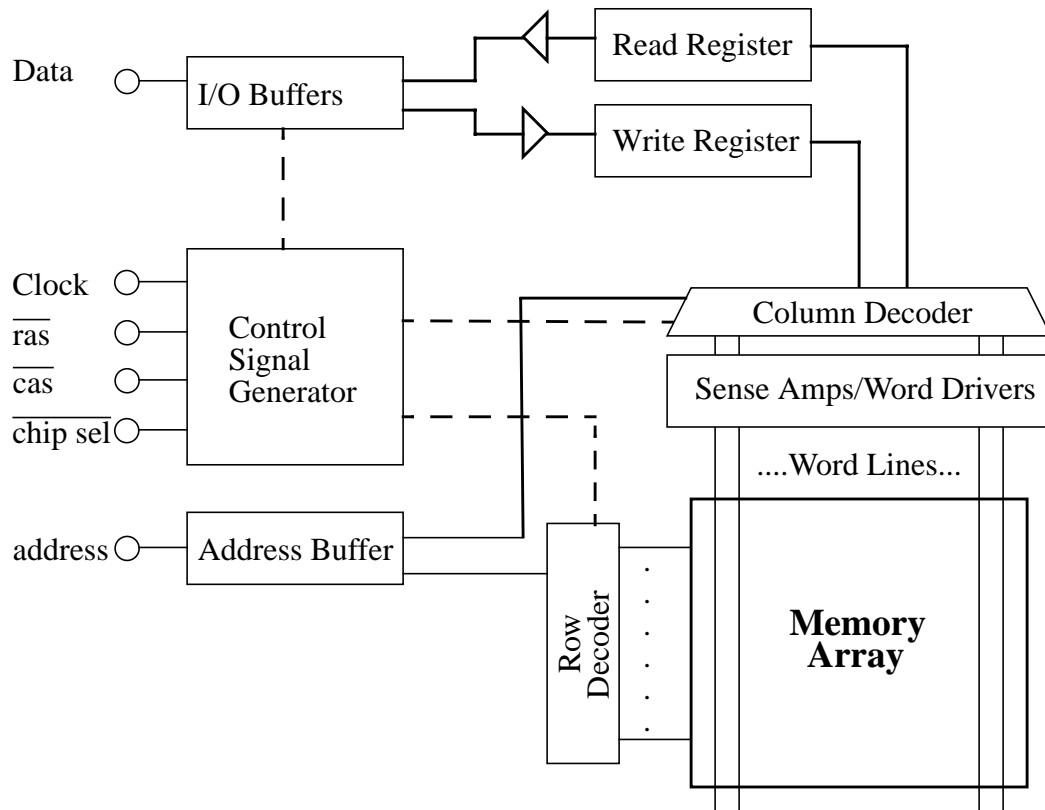 Data
I/O Buffers
Read Register
Write Register
Clock
ras
cas
chip sel
Control
Signal
Generator
Column Decoder
Sense Amps/Word Drivers
....Word Lines...
address
Address Buffer
Row
Decoder
Memory
Array